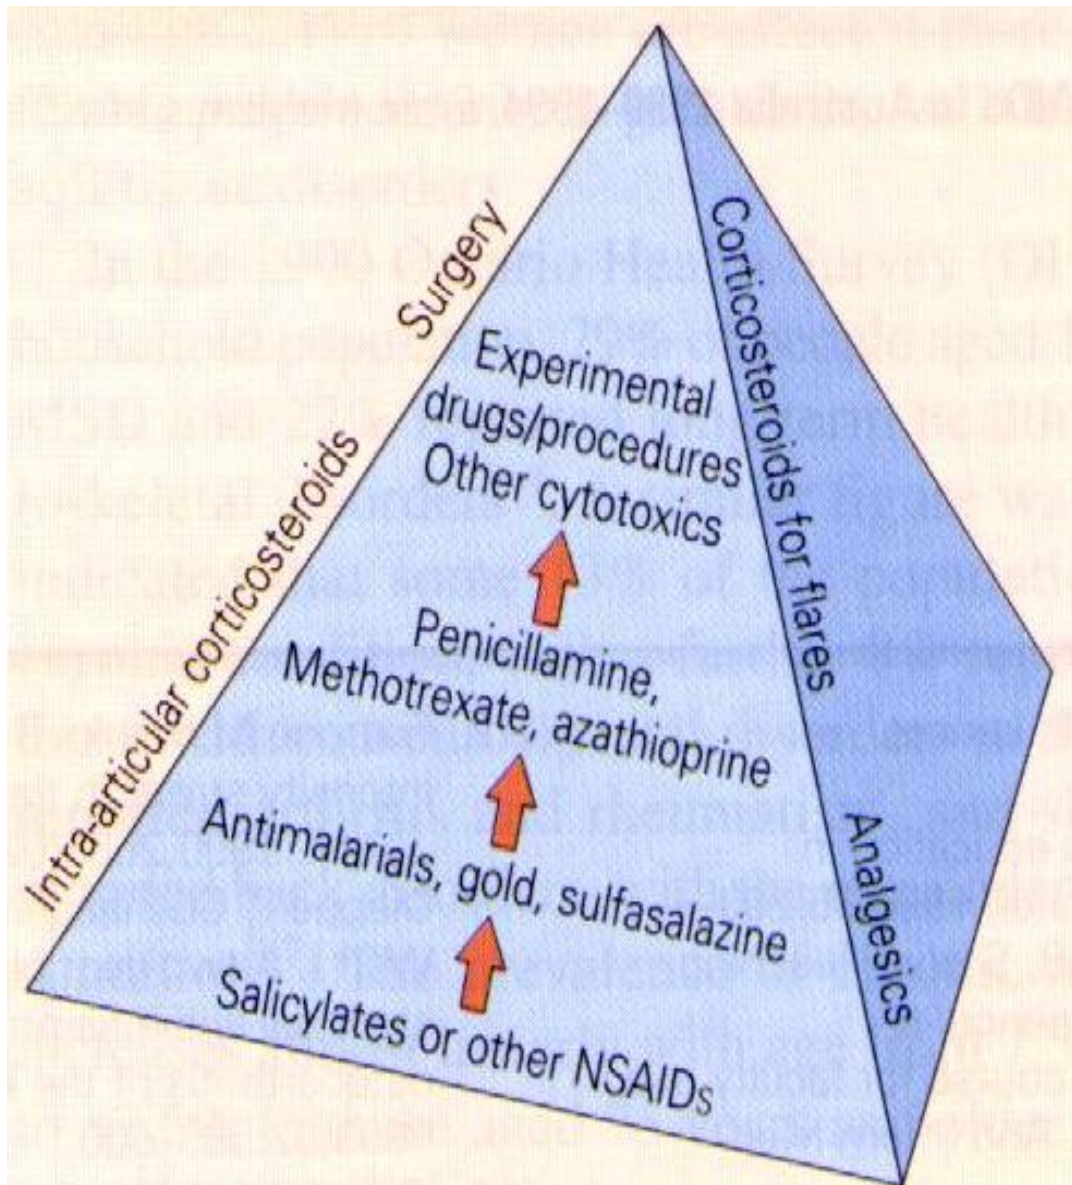 Surgery
Intra-articular corticosteroids
Experimental
drugs/procedures
Other cytotoxics
Penicillamine,
Methotrexate, azathioprine
Antimalarials, gold, sulfasalazine
Salicylates or other NSAIDs
Corticosteroids for flares
Analgesics